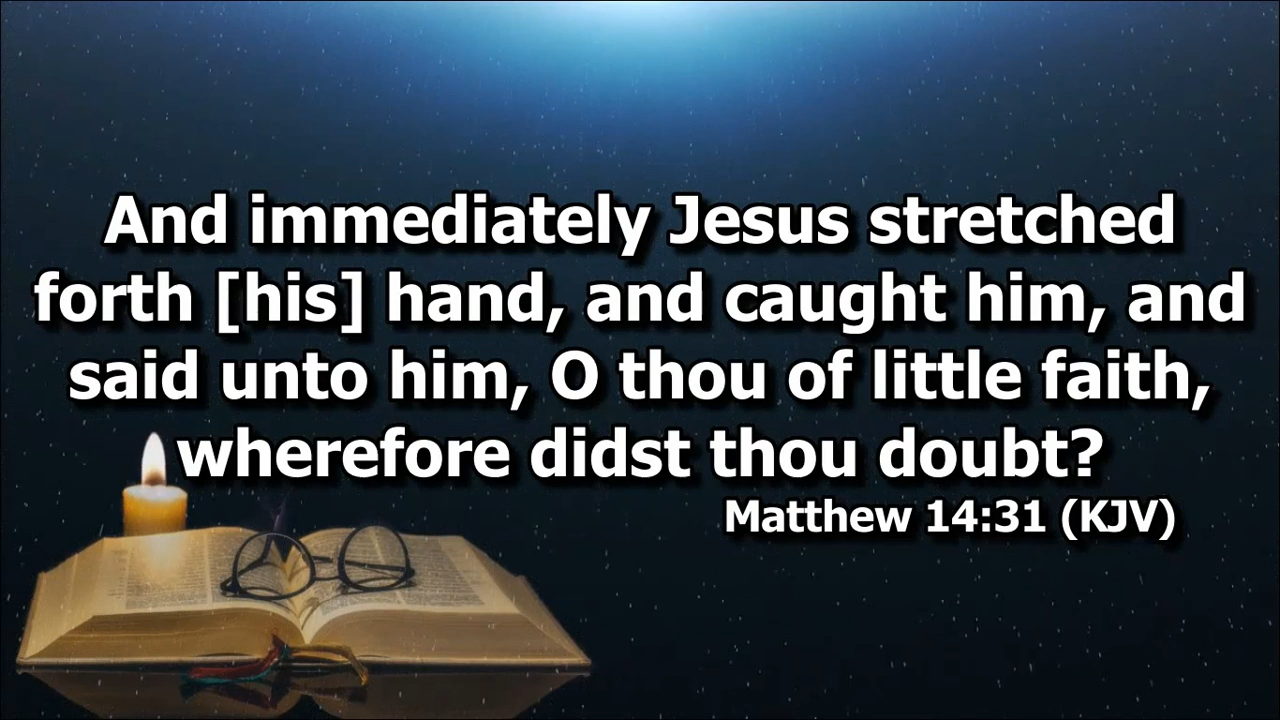 And immediately Jesus stretched
forth [his] hand, and caught him, and
said unto him, O thou of little faith,
wherefore didst thou doubt?
Matthew 14:31 (KJV)